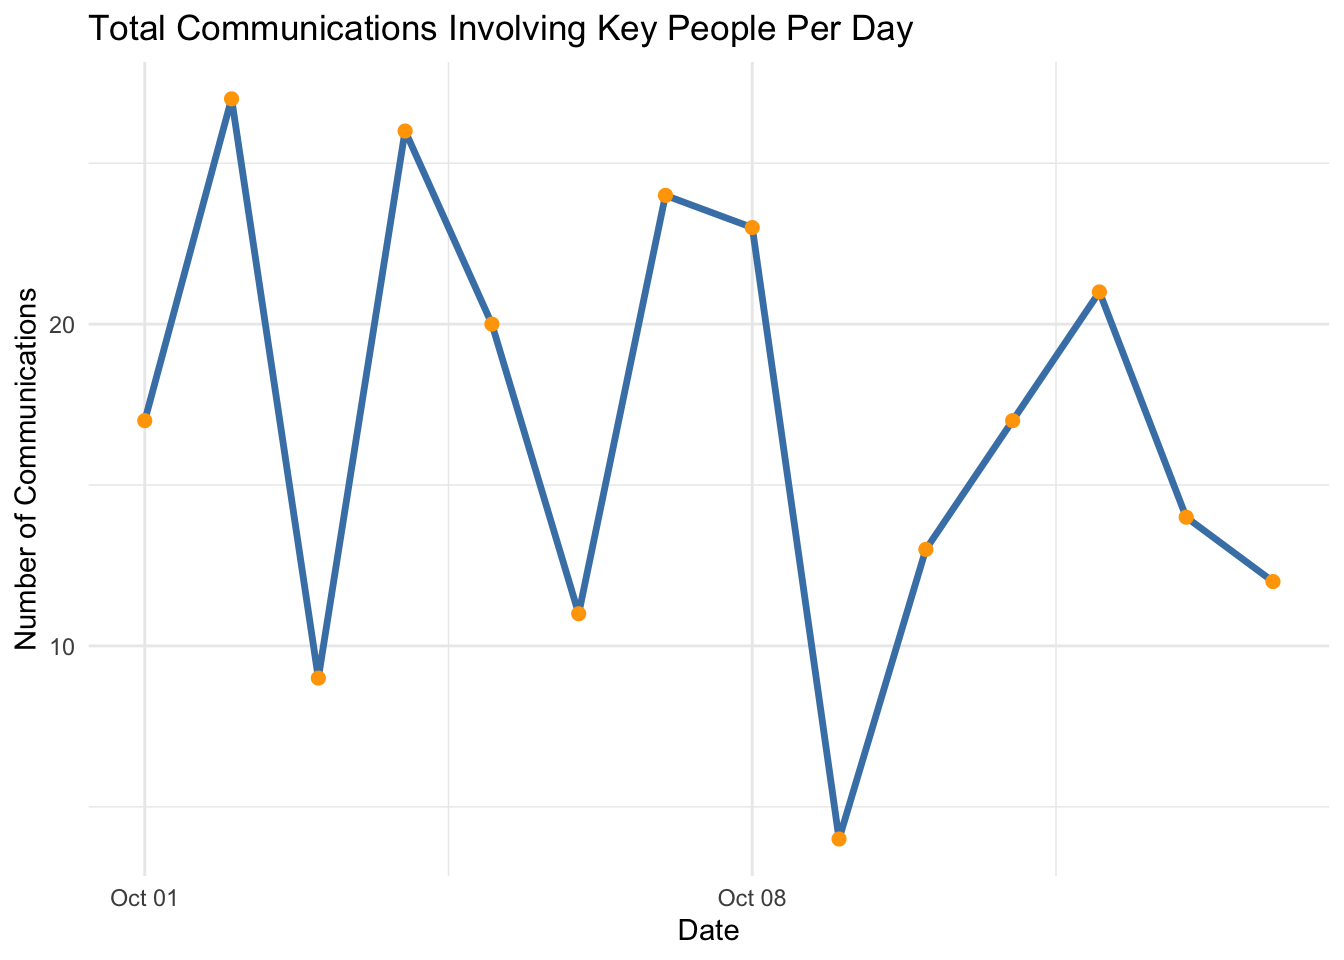 Total Communications Involving Key People Per Day
Number of Communications
20
10
Oct 01
Oct 08
Date